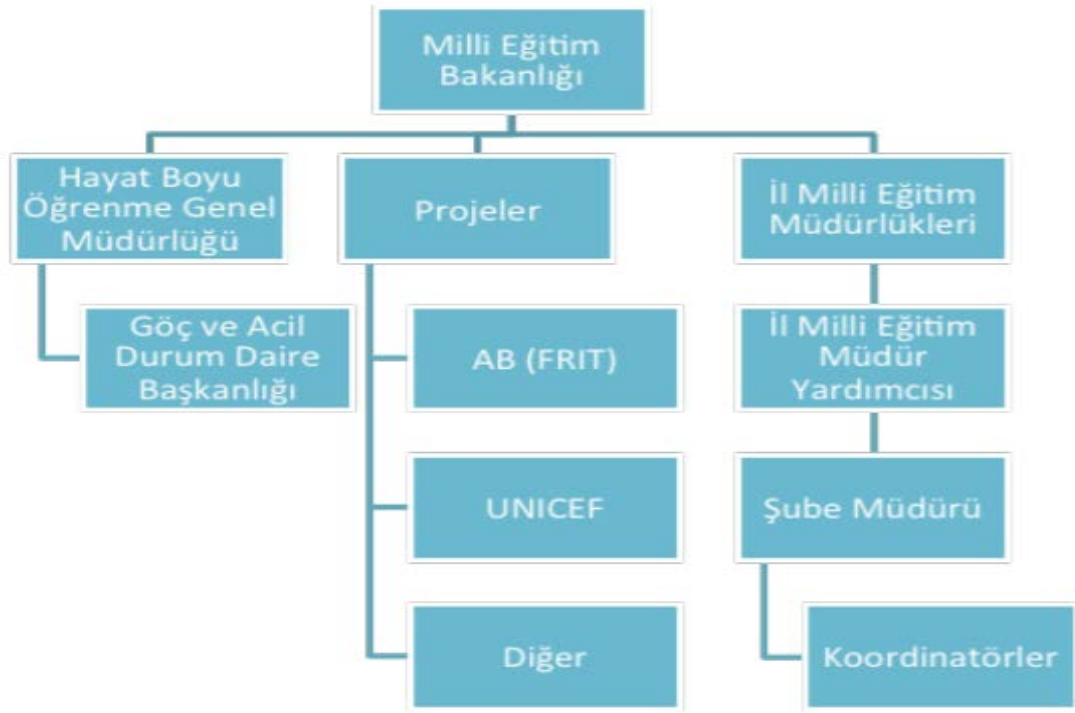 Milli Eğitim
Bakanlığı
Hayat Boyu
Öğrenme Genel
Müdürlüğü
Projeler
İl Milli Eğitim
Müdürlükleri
Göç ve Acil
Durum Daire
Başkanlığı
AB (FRIT)
İl Milli Eğitim
Müdür
Yardımcısı
UNICEF
Şube Müdürü
Diğer
Koordinatörler